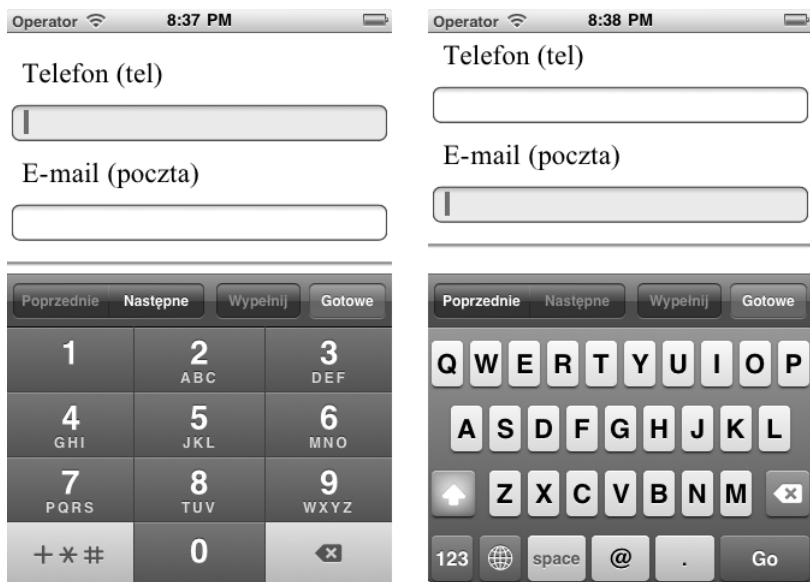 Operator 8:37 PM
Telefon (tel)
E-mail (poczta)
Poprzednie Następne Wypełnij Gotowe
1 2 3
ABC DEF
4 5 6
GHI JKL MNO
7 8 9
PQRS TUV WXYZ
+*# 0
Operator 8:38 PM
Telefon (tel)
E-mail (poczta)
Poprzednie Następne Wypełnij Gotowe
Q W E R T Y U I O P
A S D F G H J K L
Z X C V B N M
123 space @ . Go